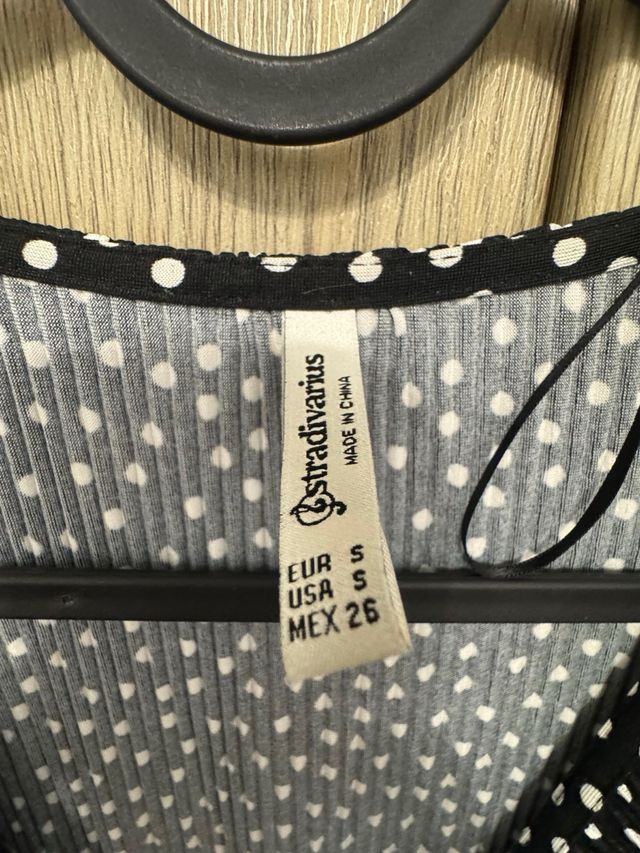 stradivarius
MADE IN CHINA
EUR S
USA S
MEX 26